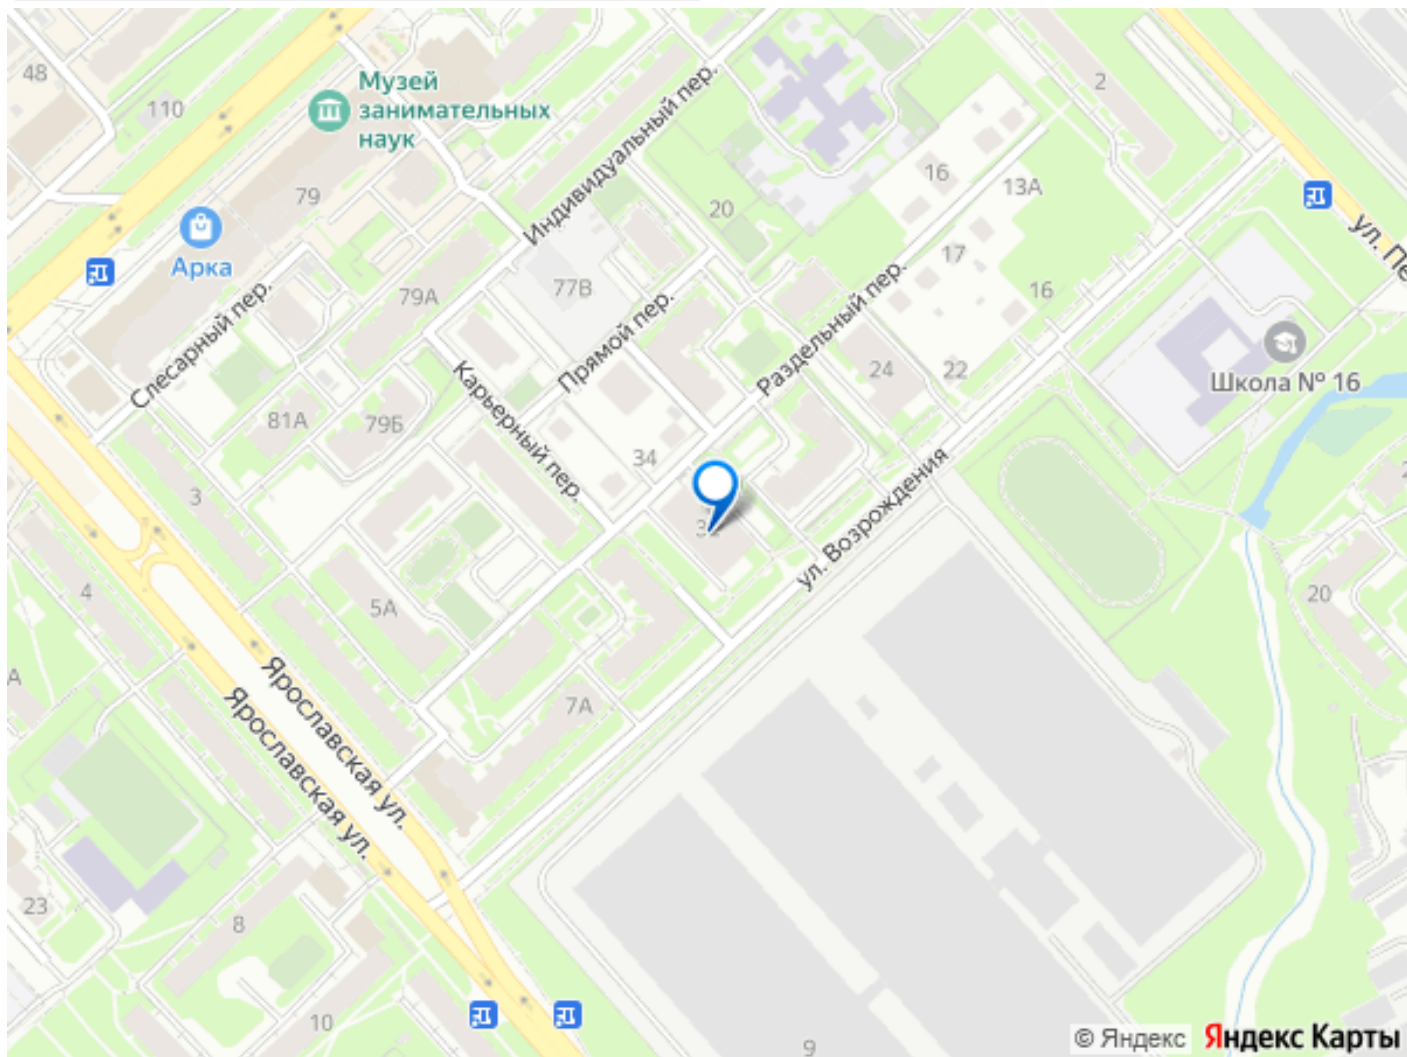 48
110
Музей
занимательных
наук
79
Арка
Слесарный пер.
79А
Индивидуальный пер.
20
77В
Прямой пер.
2
16
13А
17
16
ул. Пе
Раздельный пер.
24
22
Школа № 16
81А
79Б
Карьерный пер.
34
3
ул. Возрождения
4
5А
20
А
Ярославская ул.
Ярославская ул.
7А
23
8
10
9
© Яндекс
Яндекс Карты